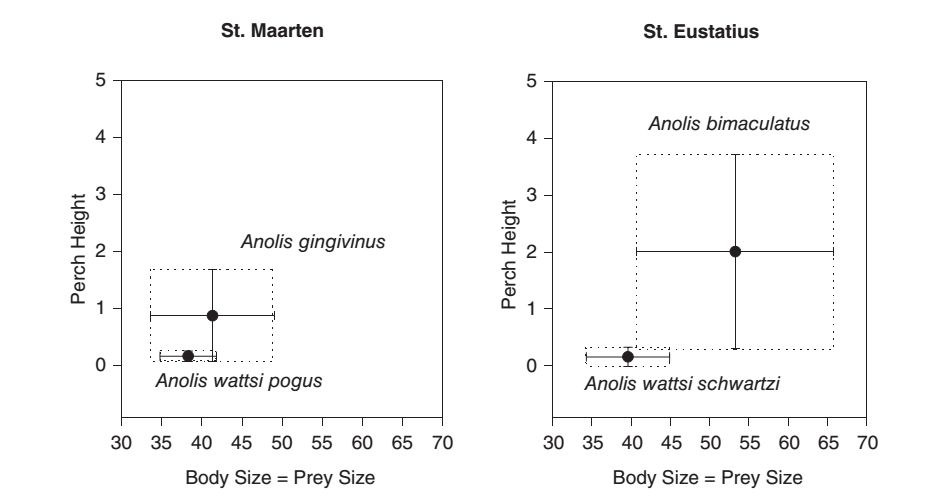 St. Maarten
5
4
3
2
1
0
Perch Height
Anolis gingivinus
Anolis wattsi pogus
30 35 40 45 50 55 60 65 70
Body Size = Prey Size
St. Eustatius
5
4
3
2
1
0
Perch Height
Anolis bimaculatus
Anolis wattsi schwartzi
30 35 40 45 50 55 60 65 70
Body Size = Prey Size